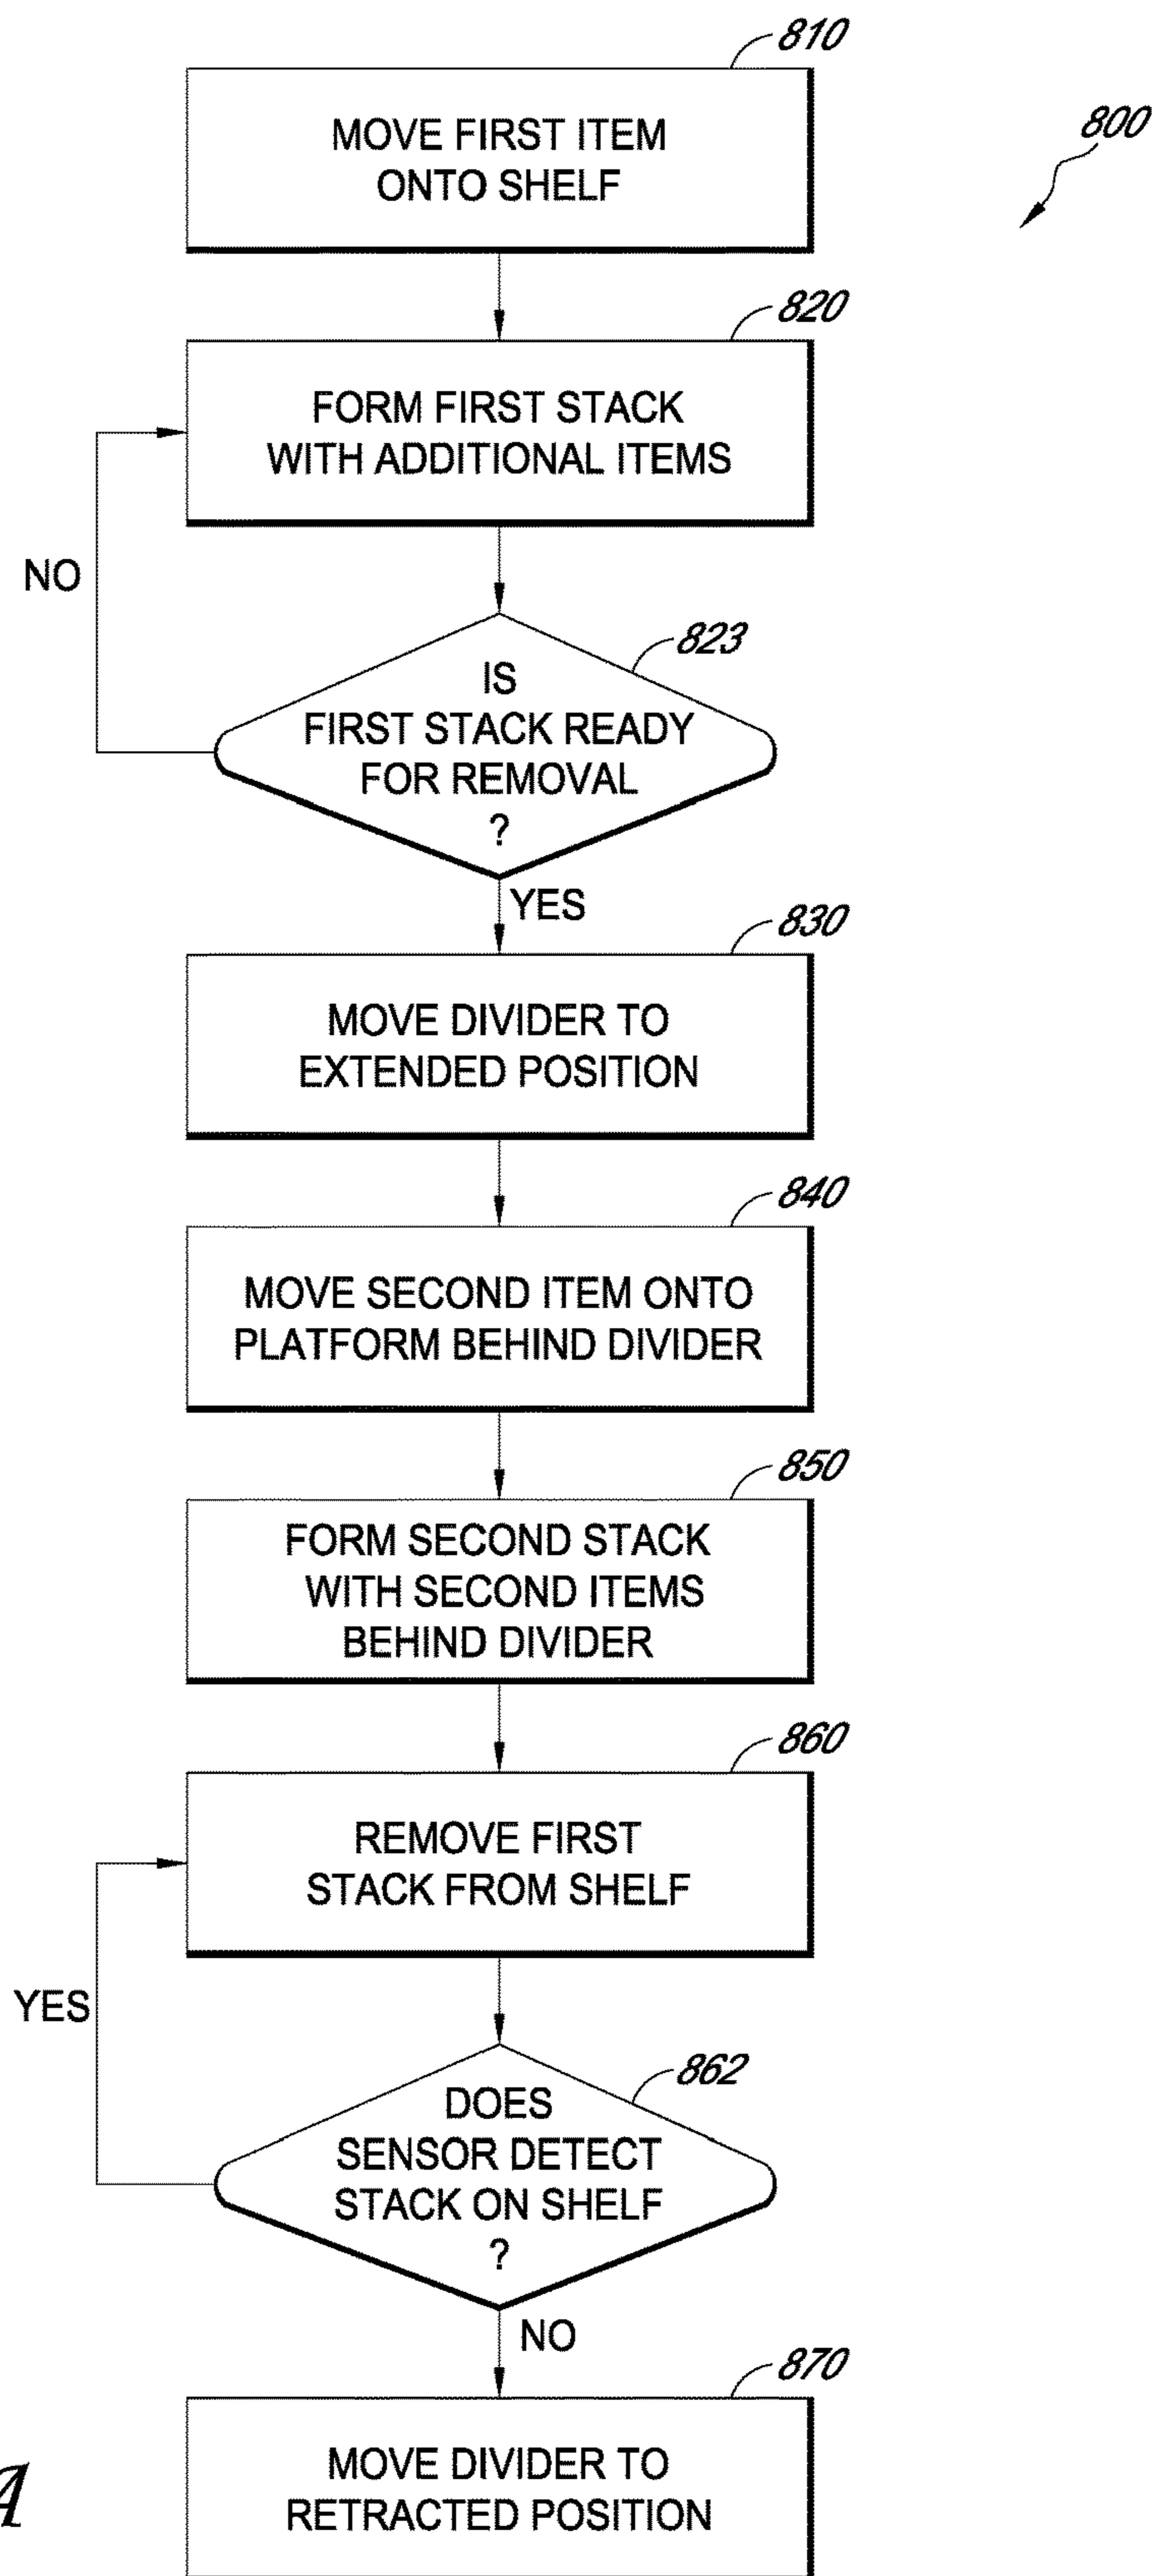 810
800
MOVE FIRST ITEM
ONTO SHELF
820
FORM FIRST STACK
WITH ADDITIONAL ITEMS
NO
823
IS
FIRST STACK READY
FOR REMOVAL
?
YES
830
MOVE DIVIDER TO
EXTENDED POSITION
840
MOVE SECOND ITEM ONTO
PLATFORM BEHIND DIVIDER
850
FORM SECOND STACK
WITH SECOND ITEMS
BEHIND DIVIDER
860
REMOVE FIRST
STACK FROM SHELF
YES
862
DOES
SENSOR DETECT
STACK ON SHELF
?
NO
870
MOVE DIVIDER TO
RETRACTED POSITION
A